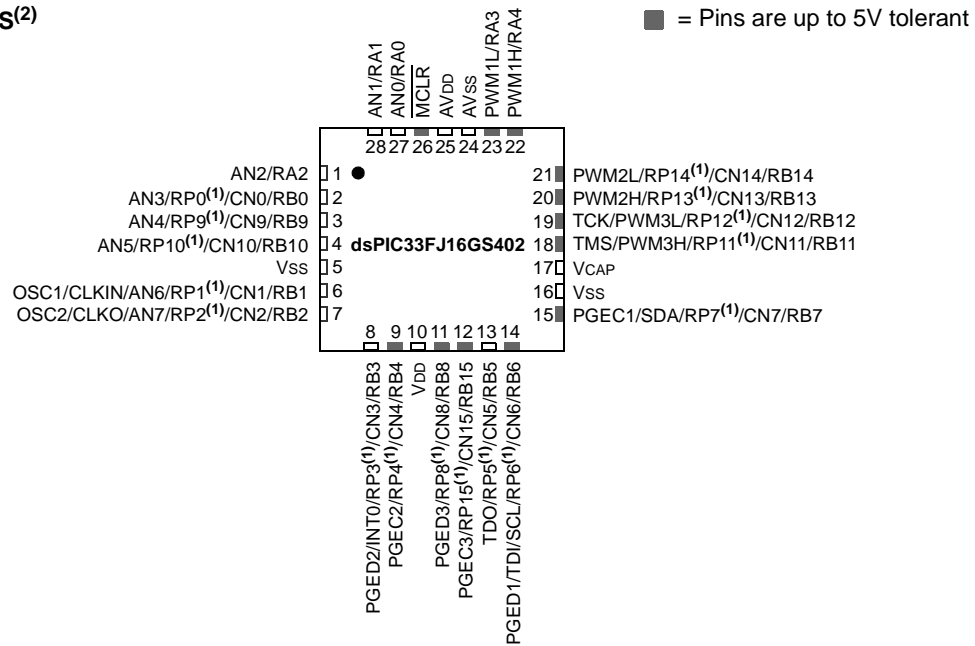 S(2)
= Pins are up to 5V tolerant
AN1/RA1
AN0/RA0
MCLR
AVDD
AVSS
PWM1L/RA3
PWM1H/RA4
28 27 26 25 24 23 22
AN2/RA2 1
AN3/RP0(1)/CN0/RB0 2
AN4/RP9(1)/CN9/RB9 3
AN5/RP10(1)/CN10/RB10 4
VSS 5
OSC1/CLKIN/AN6/RP1(1)/CN1/RB1 6
OSC2/CLKO/AN7/RP2(1)/CN2/RB2 7
dsPIC33FJ16GS402
21 PWM2L/RP14(1)/CN14/RB14
20 PWM2H/RP13(1)/CN13/RB13
19 TCK/PWM3L/RP12(1)/CN12/RB12
18 TMS/PWM3H/RP11(1)/CN11/RB11
17 VCAP
16 VSS
15 PGEC1/SDA/RP7(1)/CN7/RB7
8 9 10 11 12 13 14
PGED2/INT0/RP3(1)/CN3/RB3
PGEC2/RP4(1)/CN4/RB4
VDD
PGED3/RP8(1)/CN8/RB8
PGEC3/RP15(1)/CN15/RB15
TDO/RP5(1)/CN5/RB5
PGED1/TDI/SCL/RP6(1)/CN6/RB6